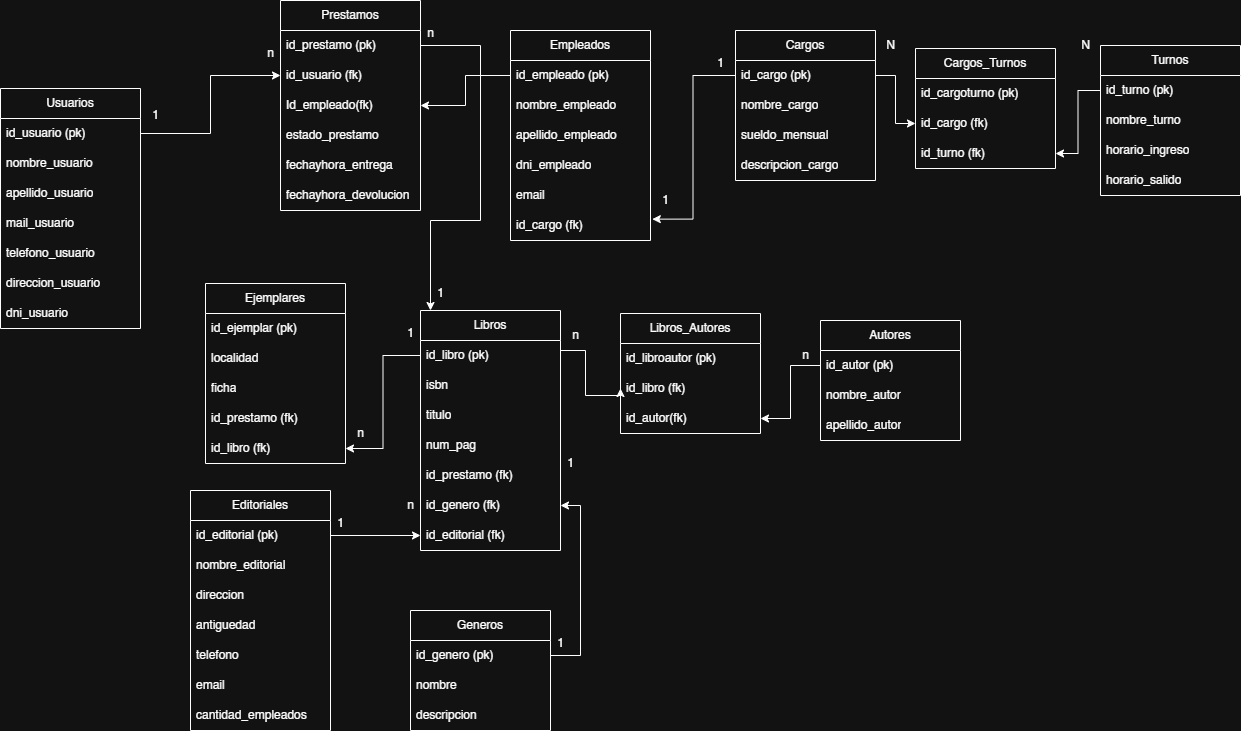 Prestamos
id_prestamo (pk)
id_usuario (fk)
Id_empleado(fk)
estado_prestamo
fechayhora_entrega
fechayhora_devolucion
n
n
Empleados
id_empleado (pk)
nombre_empleado
apellido_empleado
dni_empleado
email
id_cargo (fk)
1
1
Cargos
id_cargo (pk)
nombre_cargo
sueldo_mensual
descripcion_cargo
N
Cargos_Turnos
id_cargoturno (pk)
id_cargo (fk)
id_turno (fk)
N
Turnos
id_turno (pk)
nombre_turno
horario_ingreso
horario_salido
Usuarios
id_usuario (pk)
nombre_usuario
apellido_usuario
mail_usuario
telefono_usuario
direccion_usuario
dni_usuario
1
Ejemplares
id_ejemplar (pk)
localidad
ficha
id_prestamo (fk)
id_libro (fk)
1
1
n
Libros
id_libro (pk)
isbn
titulo
num_pag
id_prestamo (fk)
id_genero (fk)
id_editorial (fk)
n
1
Libros_Autores
id_libroautor (pk)
id_libro (fk)
id_autor(fk)
n
Autores
id_autor (pk)
nombre_autor
apellido_autor
Editoriales
id_editorial (pk)
nombre_editorial
direccion
antiguedad
telefono
email
cantidad_empleados
1
n
Generos
id_genero (pk)
nombre
descripcion
1